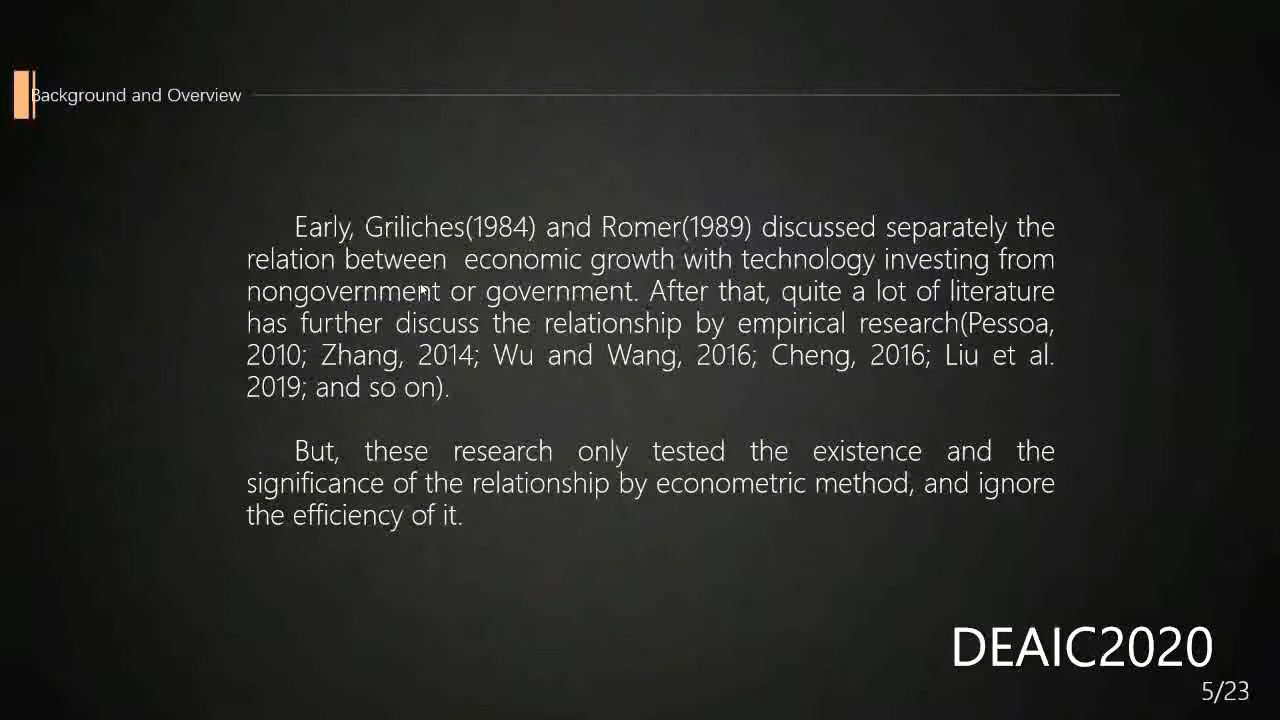 Background and Overview
Early, Griliches(1984) and Romer(1989) discussed separately the
relation between economic growth with technology investing from
nongovernment or government. After that, quite a lot of literature
has further discuss the relationship by empirical research(Pessoa,
2010; Zhang, 2014; Wu and Wang, 2016; Cheng, 2016; Liu et al.
2019; and so on).
But, these research only tested the existence and the
significance of the relationship by econometric method, and ignore
the efficiency of it.
DEAIC2020
5/23